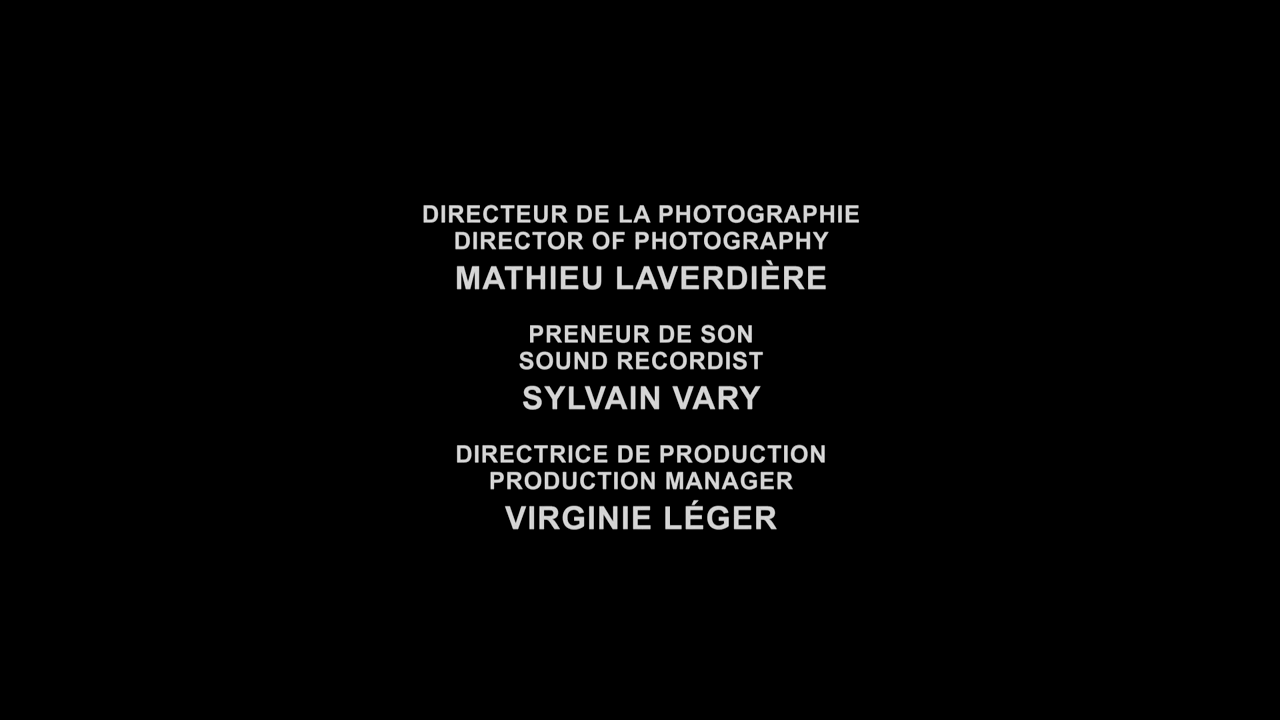 DIRECTEUR DE LA PHOTOGRAPHIE
DIRECTOR OF PHOTOGRAPHY
MATHIEU LAVERDIÈRE
PRENEUR DE SON
SOUND RECORDIST
SYLVAIN VARY
DIRECTRICE DE PRODUCTION
PRODUCTION MANAGER
VIRGINIE LÉGER